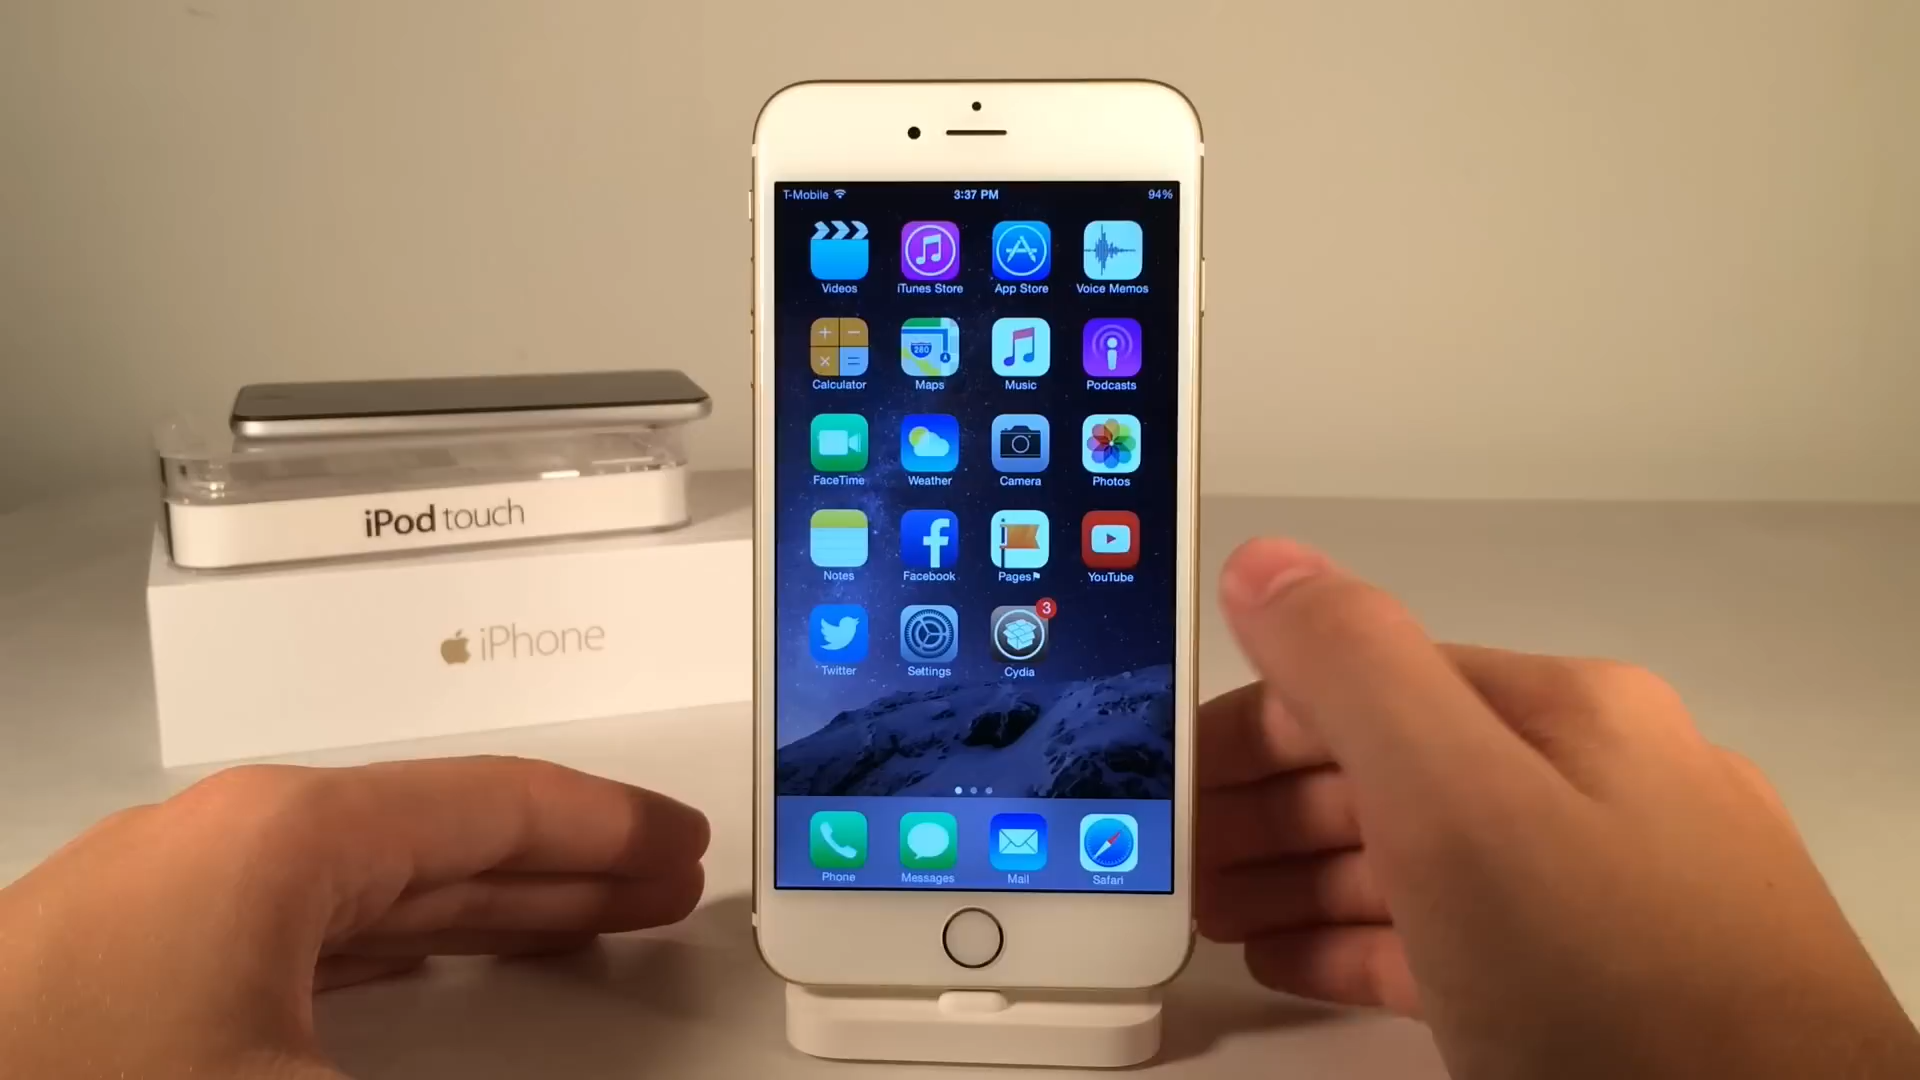 T-Mobile 3:37 PM 94%
Videos iTunes Store App Store Voice Memos
280
Calculator Maps Music Podcasts
FaceTime Weather Camera Photos
Notes Facebook Pages YouTube
3
Twitter Settings Cydia
Phone Messages Mail Safari
iPod touch
iPhone